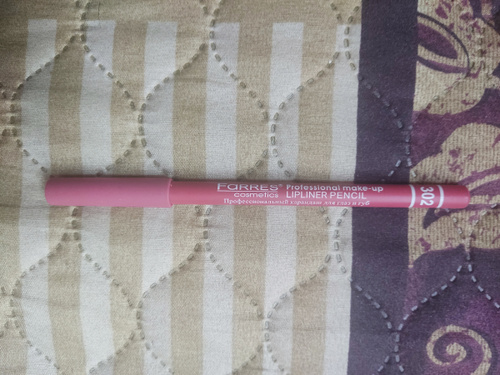 FARRES
cosmetics
Professional make-up
LIPLINER PENCIL
Профессиональный карандаш для глаз и губ
302